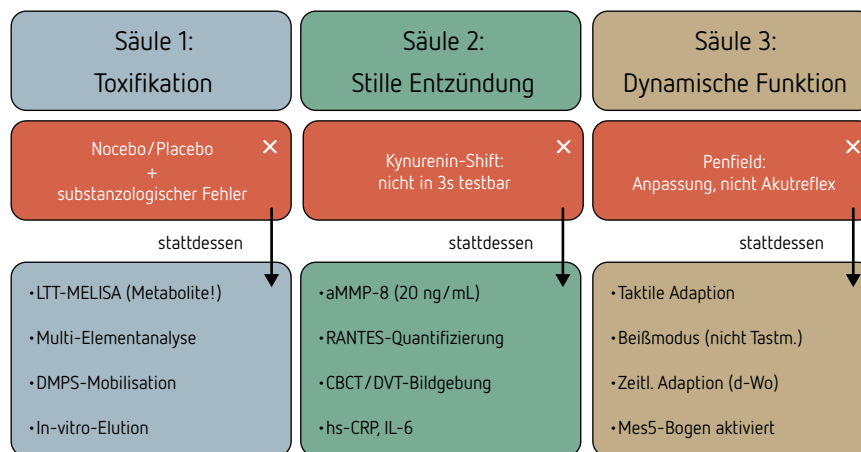 Säule 1:
Toxifikation
Säule 2:
Stille Entzündung
Säule 3:
Dynamische Funktion
Nocebo/Placebo
+
substanzologischer Fehler
×
Kynurenin-Shift:
nicht in 3s testbar
×
Penfield:
Anpassung, nicht Akutreflex
×
stattdessen
stattdessen
stattdessen
·LTT-MELISA (Metabolite!)
·Multi-Elementanalyse
·DMPS-Mobilisation
·In-vitro-Elution
·aMMP-8 (20 ng/mL)
·RANTES-Quantifizierung
·CBCT/DVT-Bildgebung
·hs-CRP, IL-6
·Taktile Adaption
·Beißmodus (nicht Tastm.)
·Zeitl. Adaption (d-Wo)
·Mes5-Bogen aktiviert